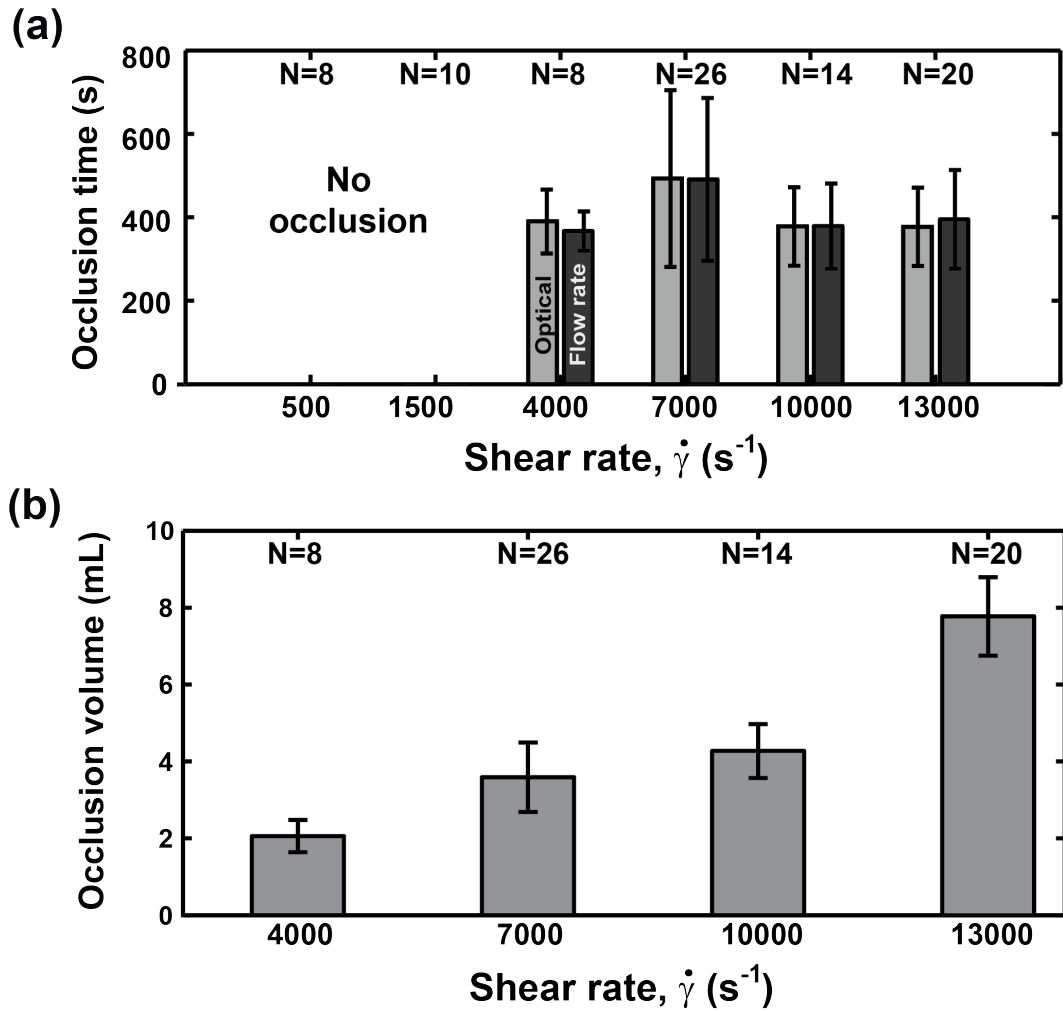 (a)
800
600
400
200
0
Occlusion time (s)
N=8 N=10 N=8 N=26 N=14 N=20
No
occlusion
Optical
Flow rate
500 1500 4000 7000 10000 13000
Shear rate, γ̇ (s⁻¹)
(b)
10
8
6
4
2
0
Occlusion volume (mL)
N=8 N=26 N=14 N=20
4000 7000 10000 13000
Shear rate, γ̇ (s⁻¹)